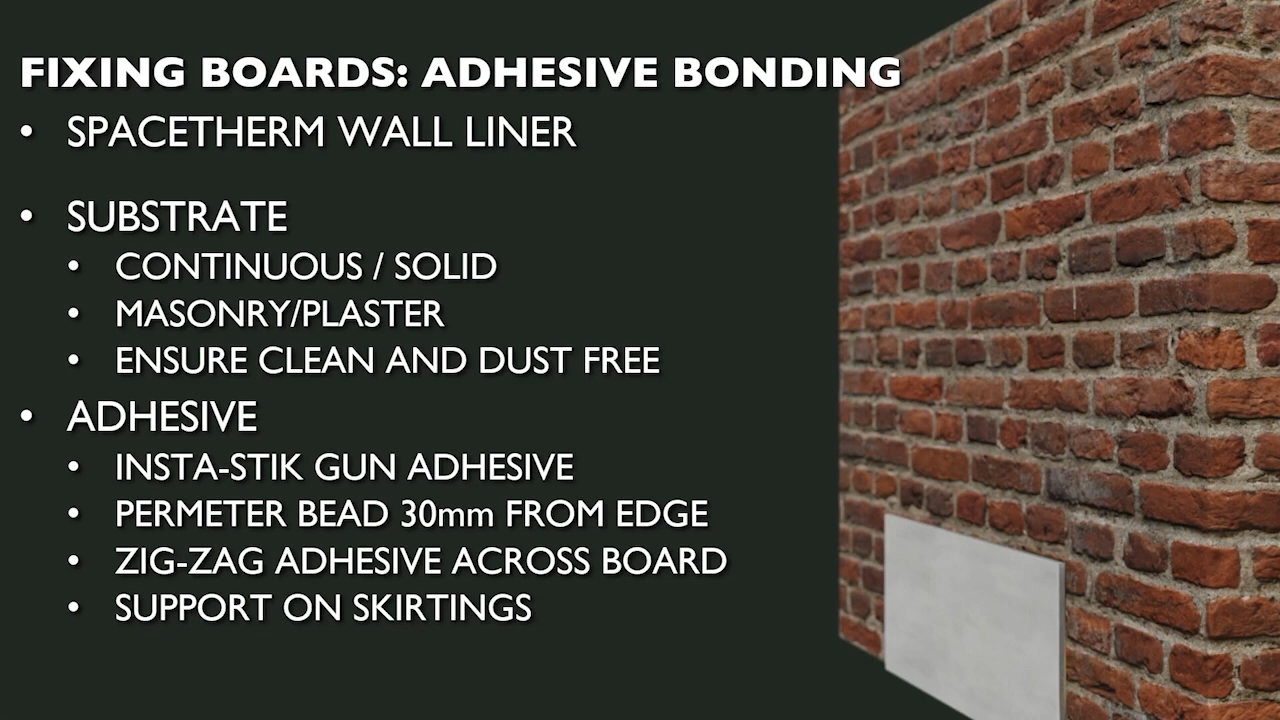 FIXING BOARDS: ADHESIVE BONDING
• SPACETHERM WALL LINER
• SUBSTRATE
• CONTINUOUS / SOLID
• MASONRY/PLASTER
• ENSURE CLEAN AND DUST FREE
• ADHESIVE
• INSTA-STIK GUN ADHESIVE
• PERMETER BEAD 30mm FROM EDGE
• ZIG-ZAG ADHESIVE ACROSS BOARD
• SUPPORT ON SKIRTINGS